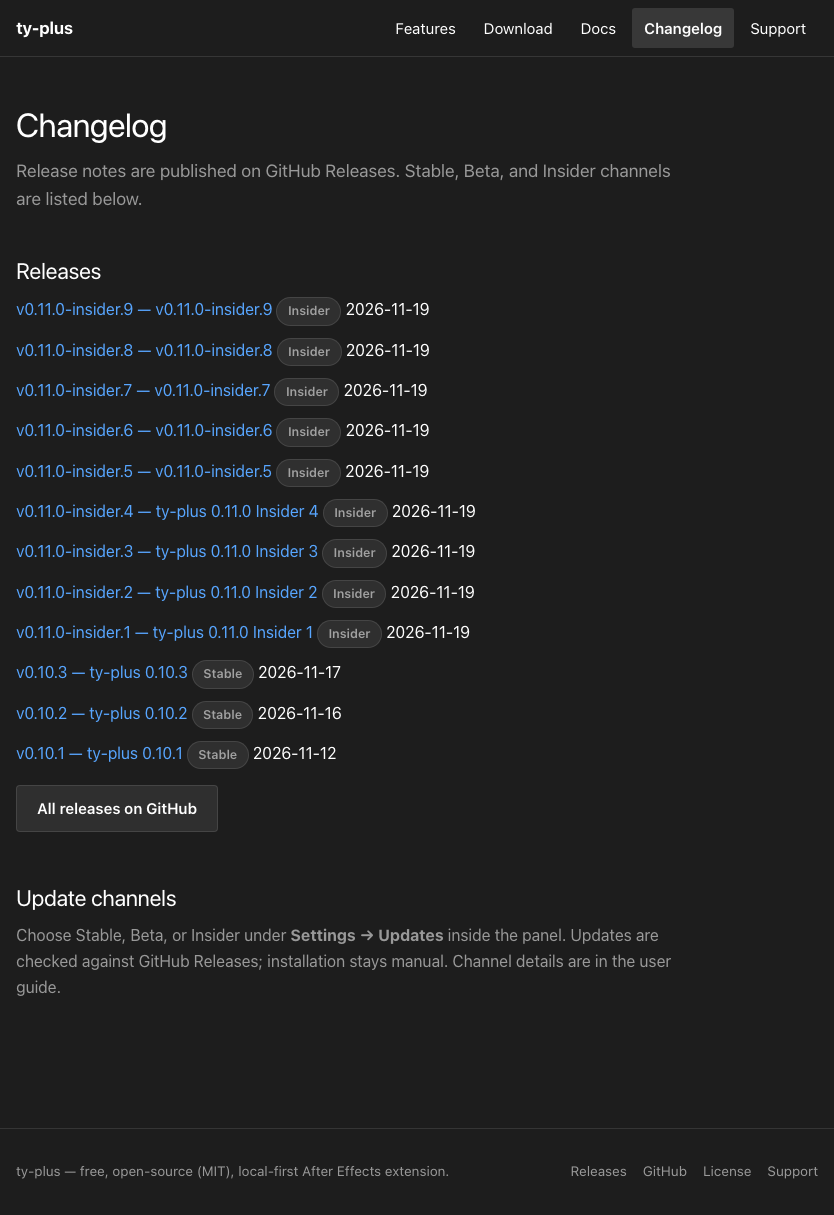 ty-plus Features Download Docs Changelog Support
Changelog
Release notes are published on GitHub Releases. Stable, Beta, and Insider channels
are listed below.
Releases
v0.11.0-insider.9 — v0.11.0-insider.9 Insider 2026-11-19
v0.11.0-insider.8 — v0.11.0-insider.8 Insider 2026-11-19
v0.11.0-insider.7 — v0.11.0-insider.7 Insider 2026-11-19
v0.11.0-insider.6 — v0.11.0-insider.6 Insider 2026-11-19
v0.11.0-insider.5 — v0.11.0-insider.5 Insider 2026-11-19
v0.11.0-insider.4 — ty-plus 0.11.0 Insider 4 Insider 2026-11-19
v0.11.0-insider.3 — ty-plus 0.11.0 Insider 3 Insider 2026-11-19
v0.11.0-insider.2 — ty-plus 0.11.0 Insider 2 Insider 2026-11-19
v0.11.0-insider.1 — ty-plus 0.11.0 Insider 1 Insider 2026-11-19
v0.10.3 — ty-plus 0.10.3 Stable 2026-11-17
v0.10.2 — ty-plus 0.10.2 Stable 2026-11-16
v0.10.1 — ty-plus 0.10.1 Stable 2026-11-12
All releases on GitHub
Update channels
Choose Stable, Beta, or Insider under Settings → Updates inside the panel. Updates are
checked against GitHub Releases; installation stays manual. Channel details are in the user
guide.
ty-plus — free, open-source (MIT), local-first After Effects extension. Releases GitHub License Support